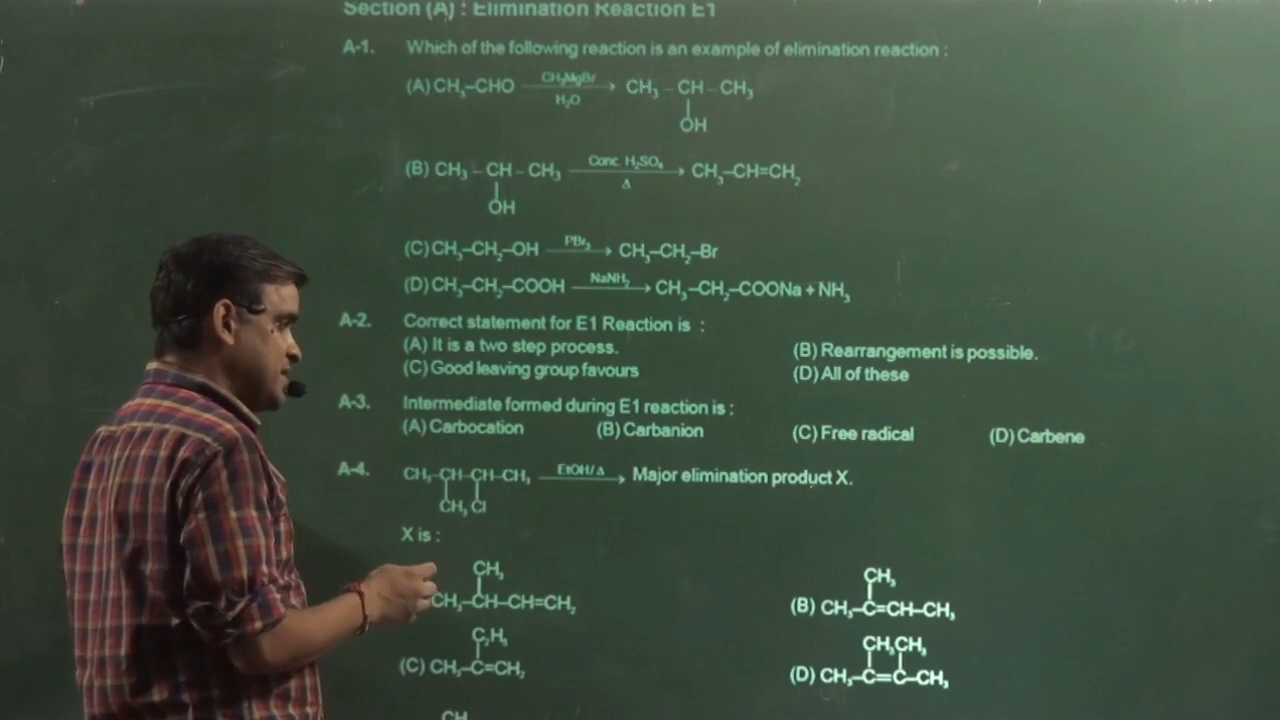 Section (A) : Elimination Reaction E1
A-1. Which of the following reaction is an example of elimination reaction :
CH₃MgBr
(A) CH₃–CHO ⟶ CH₃ – CH – CH₃
H₂O
|
OH
Conc. H₂SO₄
(B) CH₃ – CH – CH₃ ⟶ CH₃–CH=CH₂
Δ
|
OH
PBr₃
(C) CH₃–CH₂–OH ⟶ CH₃–CH₂–Br
NaNH₂
(D) CH₃–CH₂–COOH ⟶ CH₃–CH₂–COONa + NH₃
A-2. Correct statement for E1 Reaction is :
(A) It is a two step process. (B) Rearrangement is possible.
(C) Good leaving group favours (D) All of these
A-3. Intermediate formed during E1 reaction is :
(A) Carbocation (B) Carbanion (C) Free radical (D) Carbene
EtOH/Δ
A-4. CH₃–CH–CH–CH₃ ⟶ Major elimination product X.
CH₃ Cl
X is :
CH₃ CH₃
CH₃–CH–CH=CH₂ (B) CH₃–C=CH–CH₃
C₂H₅ CH₃CH₃
(C) CH₃–C=CH₂ (D) CH₃–C=C–CH₃
CH